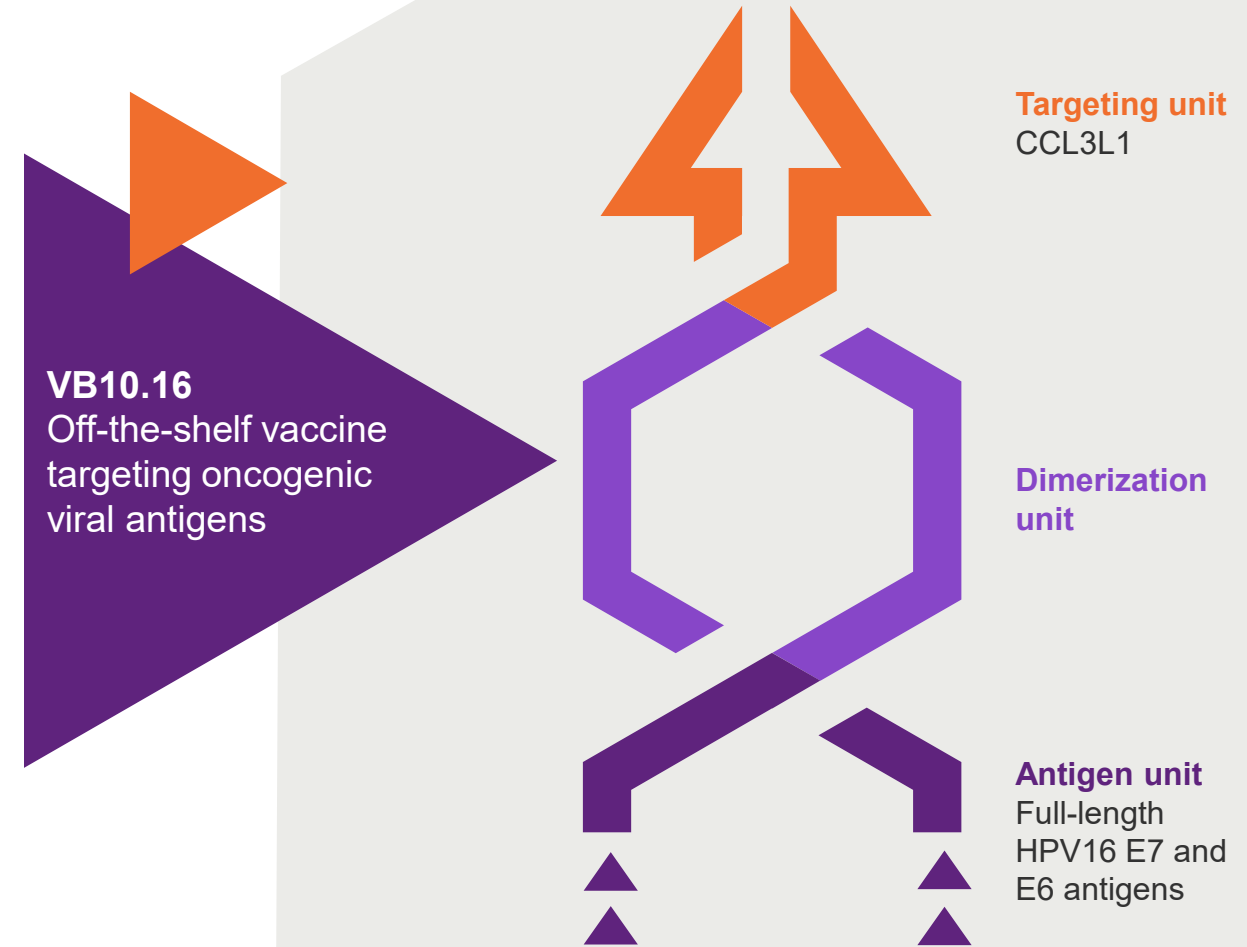 Targeting unit
CCL3L1
VB10.16
Off-the-shelf vaccine
targeting oncogenic
viral antigens
Dimerization
unit
Antigen unit
Full-length
HPV16 E7 and
E6 antigens